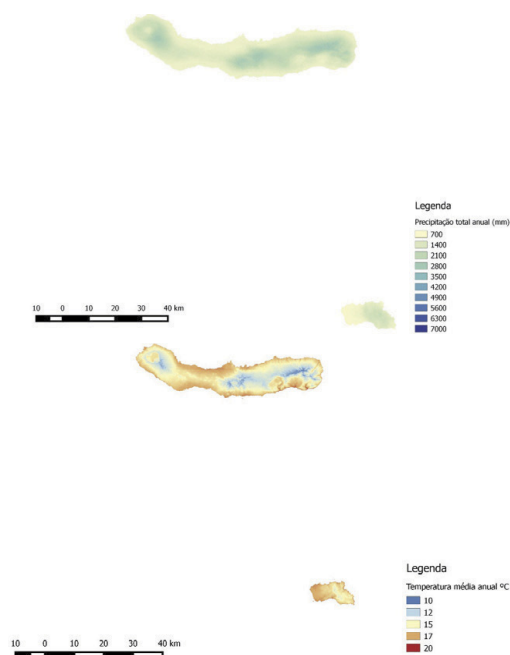 Legenda
Precipitação total anual (mm)
700
1400
2100
2800
3500
4200
4900
5600
6300
7000
10 0 10 20 30 40 km
Legenda
Temperatura média anual ºC
10
12
15
17
20
10 0 10 20 30 40 km